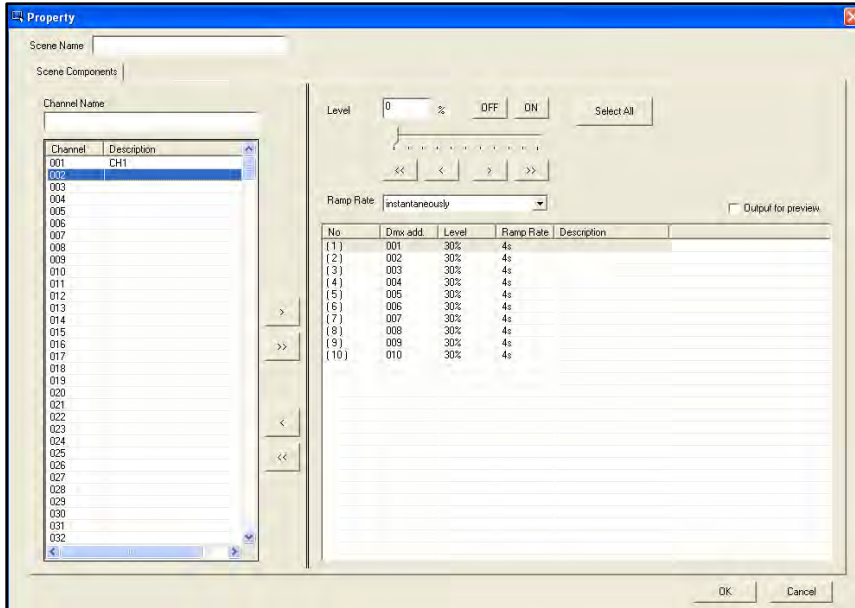 Property
Scene Name
Scene Components
Channel Name
Channel Description
001 CH1
002
003
004
005
006
007
008
009
010
011
012
013
014
015
016
017
018
019
020
021
022
023
024
025
026
027
028
029
030
031
032
>
>>
<
<<
Level 0 % OFF ON Select All
<< < > >>
Ramp Rate instantaneously Output for preview
No Dmx add. Level Ramp Rate Description
(1) 001 30% 4s
(2) 002 30% 4s
(3) 003 30% 4s
(4) 004 30% 4s
(5) 005 30% 4s
(6) 006 30% 4s
(7) 007 30% 4s
(8) 008 30% 4s
(9) 009 30% 4s
(10) 010 30% 4s
OK Cancel